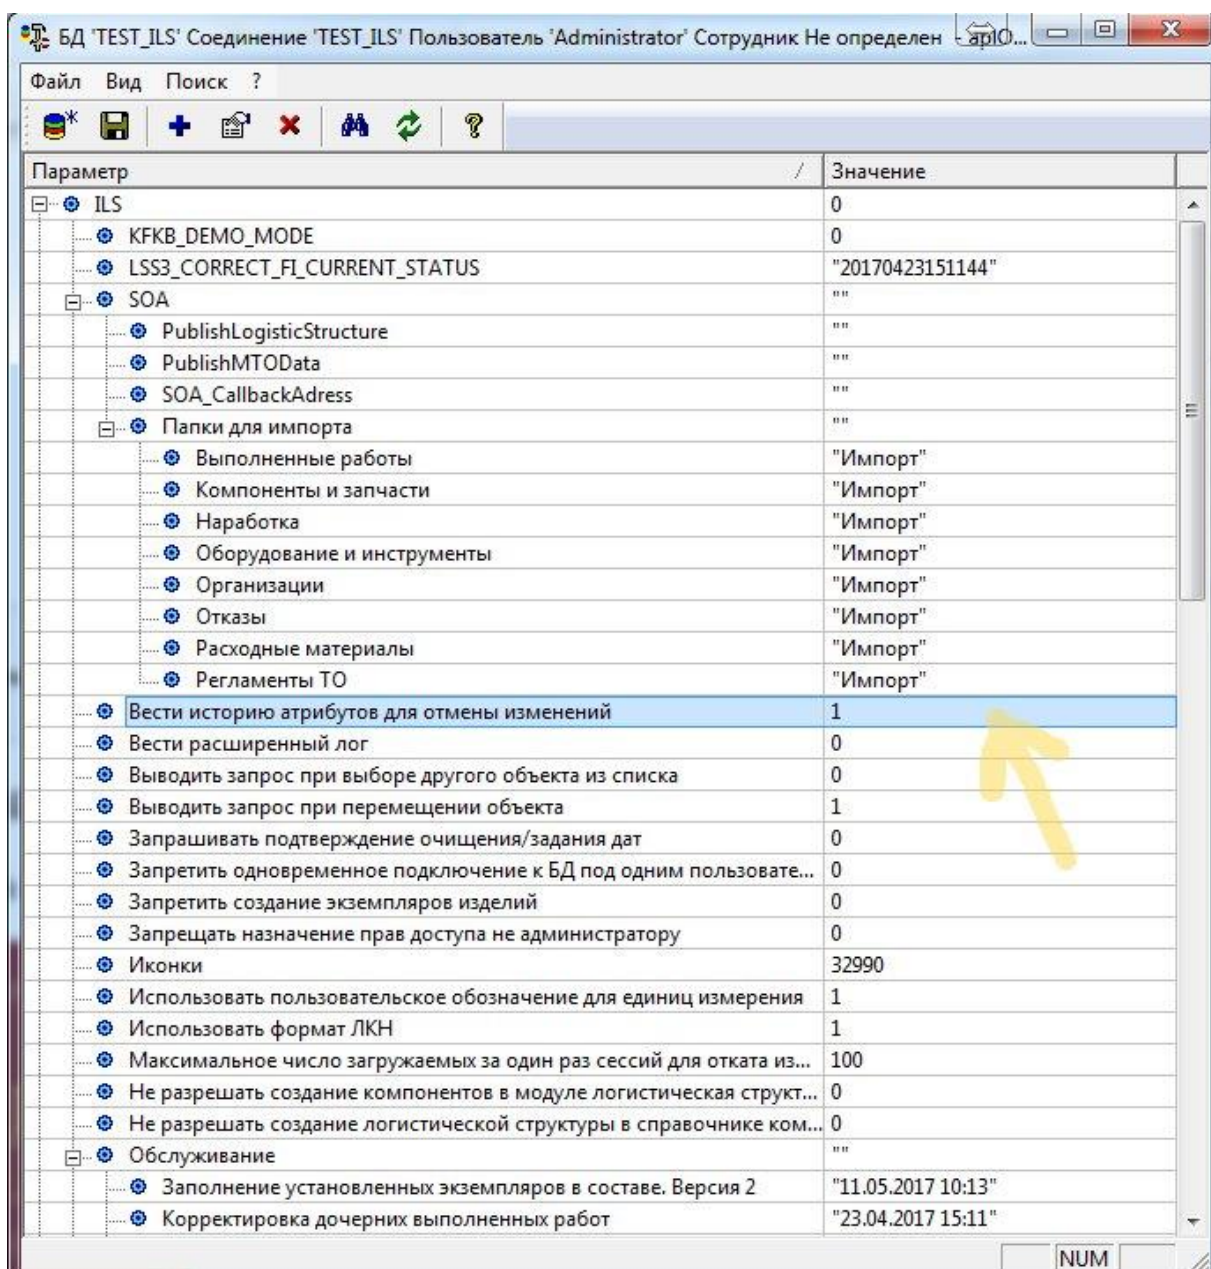 БД 'TEST_ILS' Соединение 'TEST_ILS' Пользователь 'Administrator' Сотрудник Не определен - apIO...
Файл Вид Поиск ?
Параметр Значение
ILS 0
KFKB_DEMO_MODE 0
LSS3_CORRECT_FI_CURRENT_STATUS "20170423151144"
SOA ""
PublishLogisticStructure ""
PublishMTOData ""
SOA_CallbackAdress ""
Папки для импорта ""
Выполненные работы "Импорт"
Компоненты и запчасти "Импорт"
Наработка "Импорт"
Оборудование и инструменты "Импорт"
Организации "Импорт"
Отказы "Импорт"
Расходные материалы "Импорт"
Регламенты ТО "Импорт"
Вести историю атрибутов для отмены изменений 1
Вести расширенный лог 0
Выводить запрос при выборе другого объекта из списка 0
Выводить запрос при перемещении объекта 1
Запрашивать подтверждение очищения/задания дат 0
Запретить одновременное подключение к БД под одним пользовате... 0
Запретить создание экземпляров изделий 0
Запрещать назначение прав доступа не администратору 0
Иконки 32990
Использовать пользовательское обозначение для единиц измерения 1
Использовать формат ЛКН 1
Максимальное число загружаемых за один раз сессий для отката из... 100
Не разрешать создание компонентов в модуле логистическая структ... 0
Не разрешать создание логистической структуры в справочнике ком... 0
Обслуживание ""
Заполнение установленных экземпляров в составе. Версия 2 "11.05.2017 10:13"
Корректировка дочерних выполненных работ "23.04.2017 15:11"
NUM